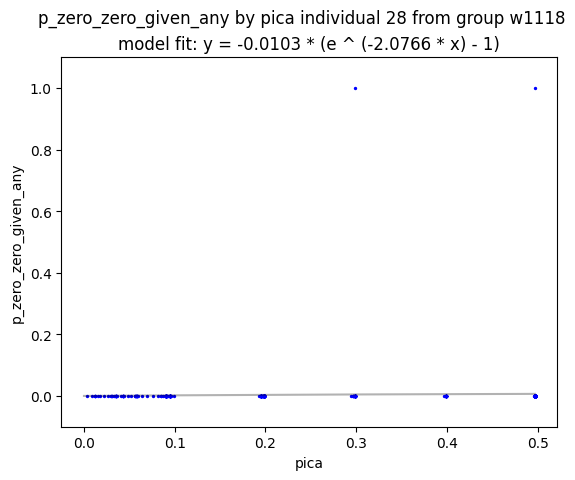 p_zero_zero_given_any by pica individual 28 from group w1118
model fit: y = -0.0103 * (e ^ (-2.0766 * x) - 1)
1.0
0.8
0.6
0.4
0.2
0.0
p_zero_zero_given_any
0.0 0.1 0.2 0.3 0.4 0.5
pica